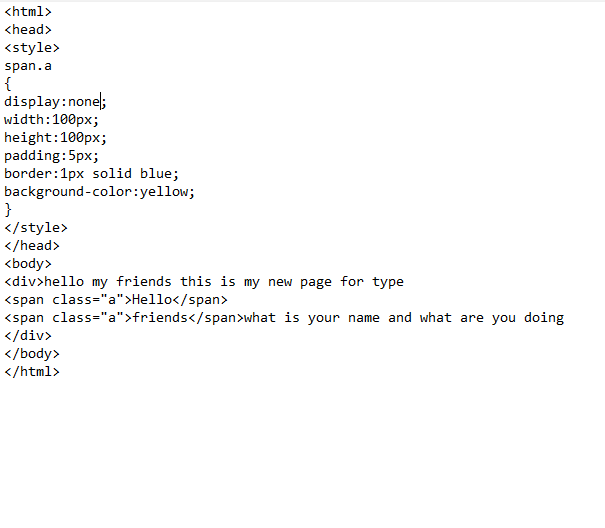 <html>
<head>
<style>
span.a
{
display:none;
width:100px;
height:100px;
padding:5px;
border:1px solid blue;
background-color:yellow;
}
</style>
</head>
<body>
<div>hello my friends this is my new page for type
<span class="a">Hello</span>
<span class="a">friends</span>what is your name and what are you doing
</div>
</body>
</html>